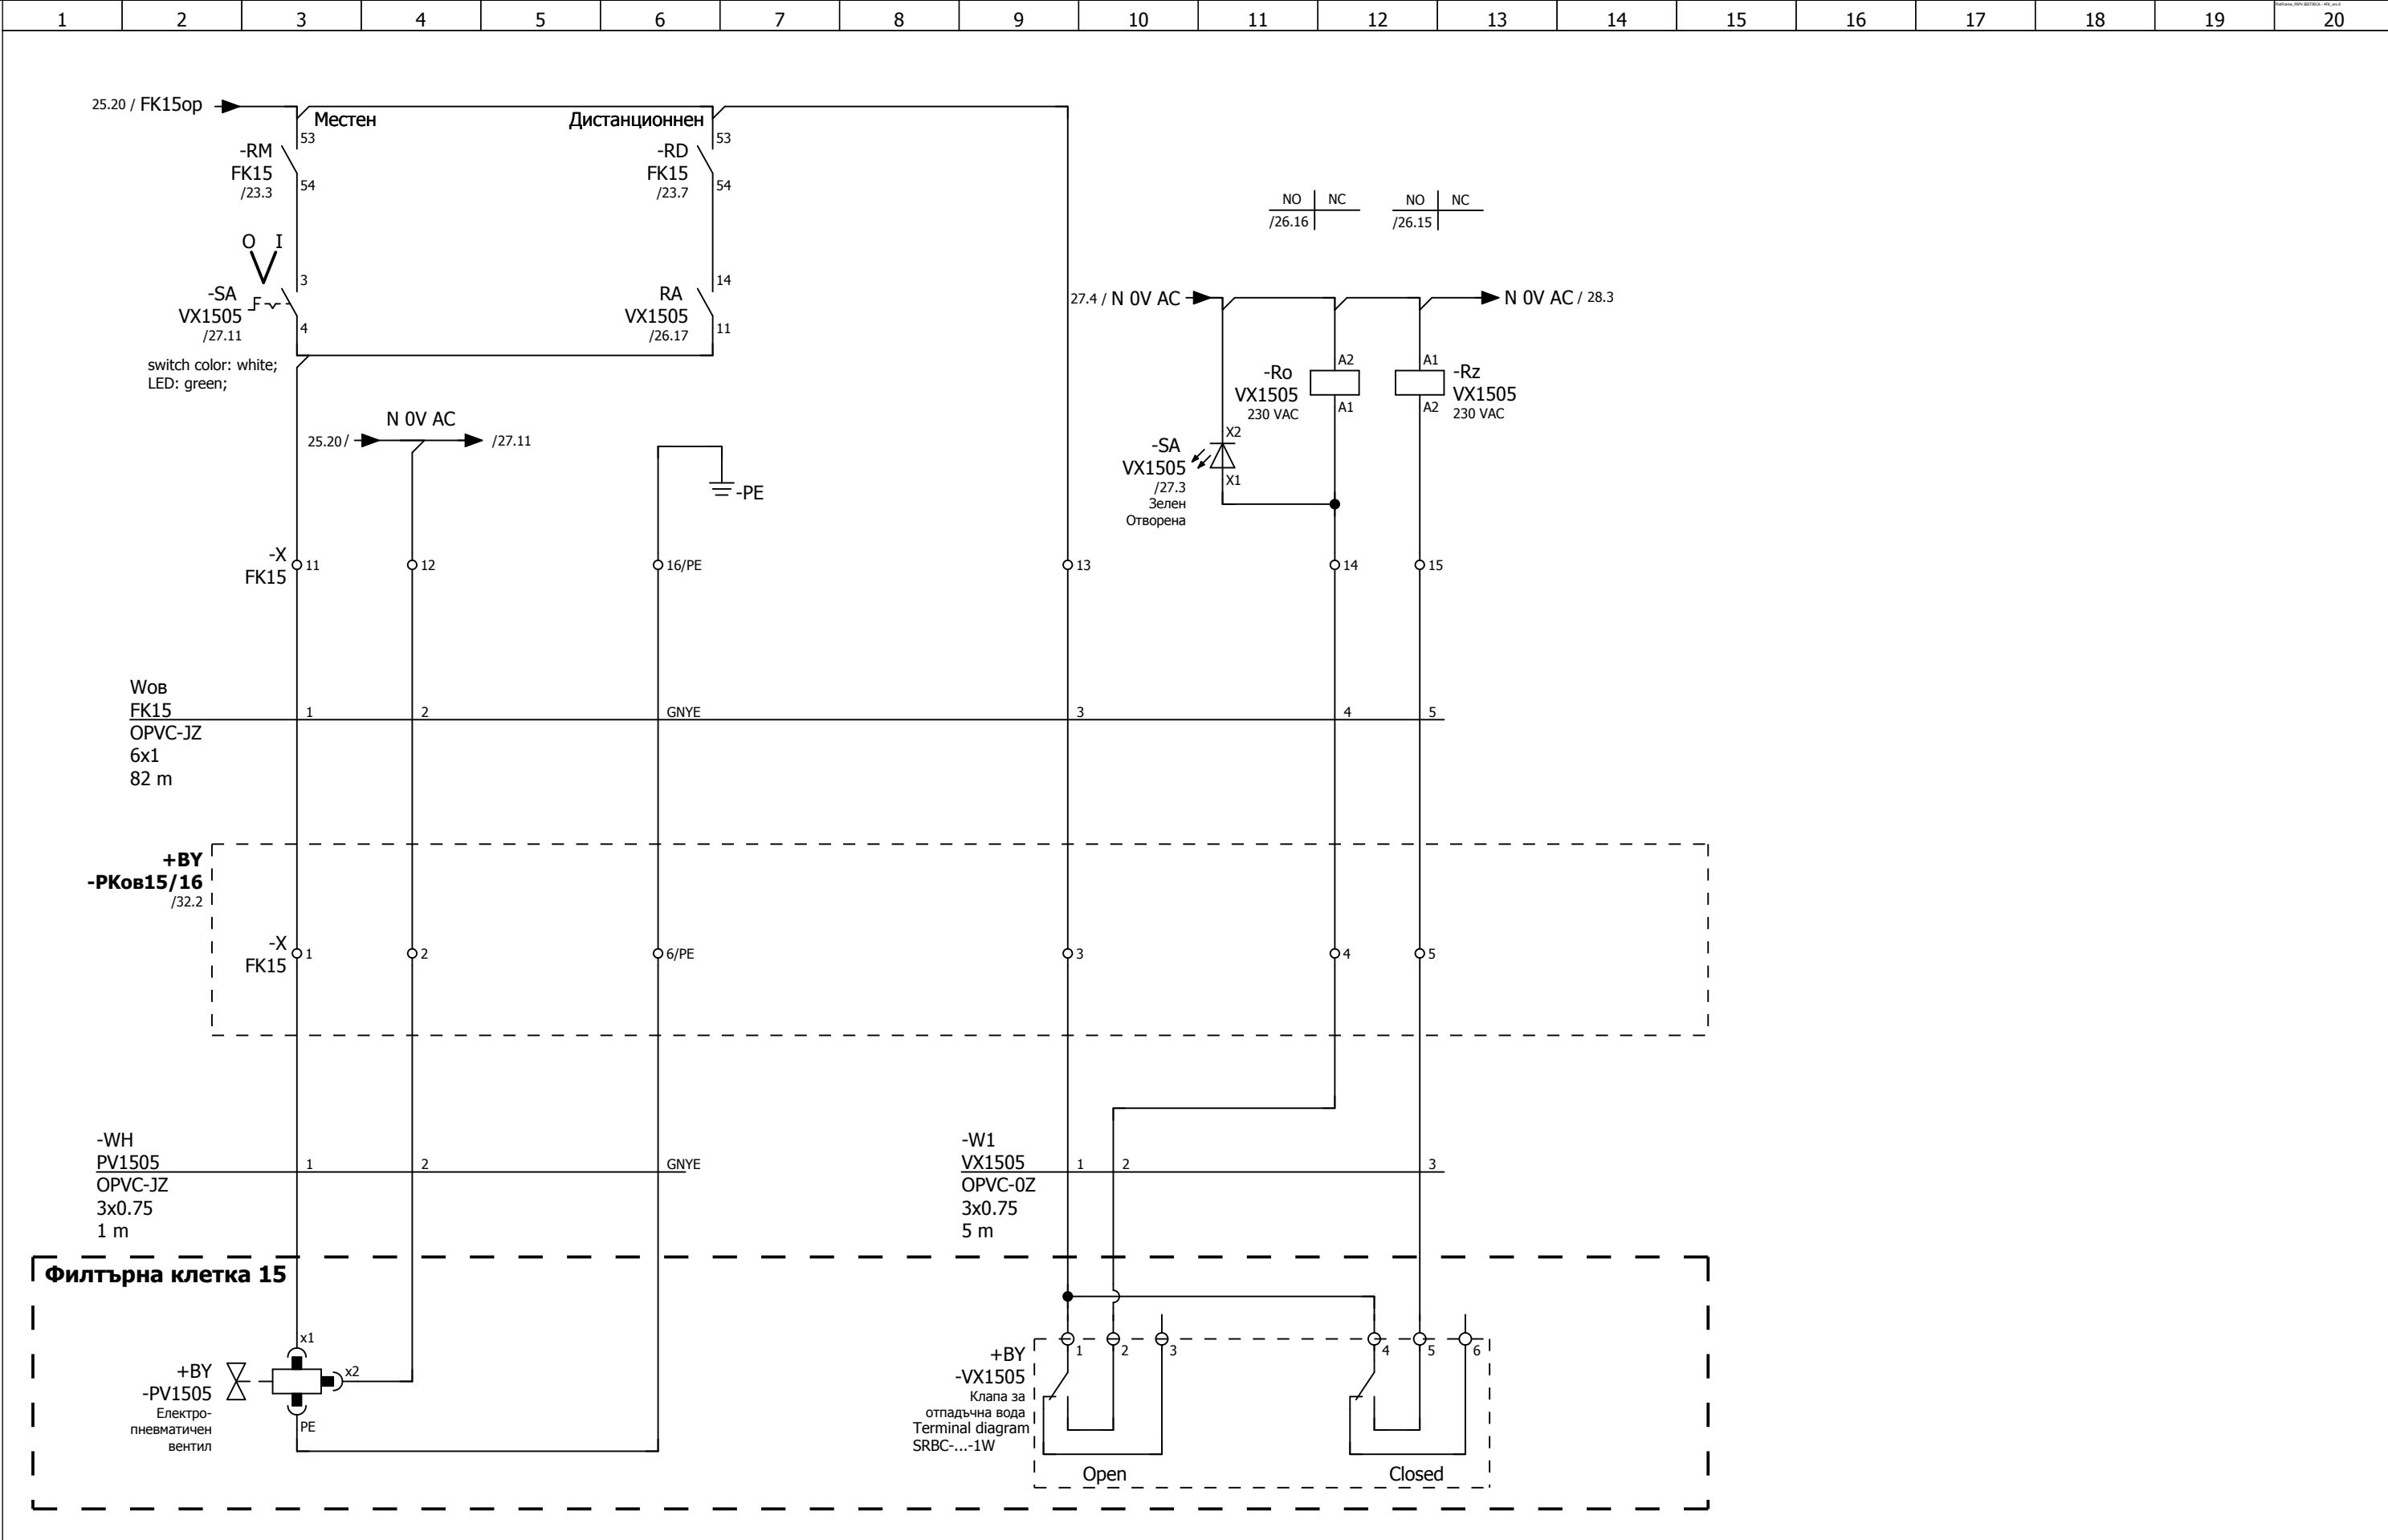 1 2 3 4 5 6 7 8 9 10 11 12 13 14 15 16 17 18 19 20
25.20 / FK15op
Местен
Дистанционнен
53
-RM
FK15
/23.3
54
53
-RD
FK15
/23.7
54
NO NC
/26.16
NO NC
/26.15
O I
3
-SA
VX1505
/27.11
4
switch color: white;
LED: green;
14
RA
VX1505
/26.17
11
27.4 / N 0V AC
N 0V AC / 28.3
A2
-Ro
VX1505
230 VAC
A1
A1
-Rz
VX1505
230 VAC
A2
N 0V AC
25.20 /
/27.11
X2
-SA
VX1505
/27.3
Зелен
Отворена
X1
-PE
-X
FK15
11
12
16/PE
13
14
15
Wов
FK15
OPVC-JZ
6x1
82 m
1
2
GNYE
3
4
5
+BY
-РКов15/16
/32.2
-X
FK15
1
2
6/PE
3
4
5
-WH
PV1505
OPVC-JZ
3x0.75
1 m
1
2
GNYE
-W1
VX1505
OPVC-0Z
3x0.75
5 m
1
2
3
Филтърна клетка 15
x1
x2
PE
+BY
-PV1505
Електро-
пневматичен
вентил
+BY
-VX1505
Клапа за
отпадъчна вода
Terminal diagram
SRBC-...-1W
1
2
3
4
5
6
Open
Closed